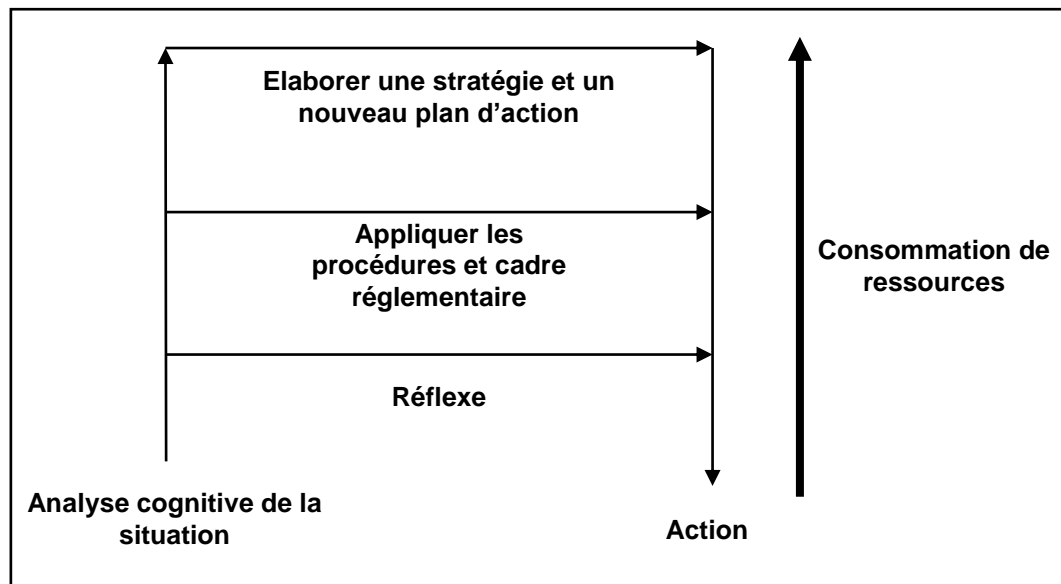 Elaborer une stratégie et un
nouveau plan d’action
Appliquer les
procédures et cadre
réglementaire
Consommation de
ressources
Réflexe
Analyse cognitive de la
situation
Action